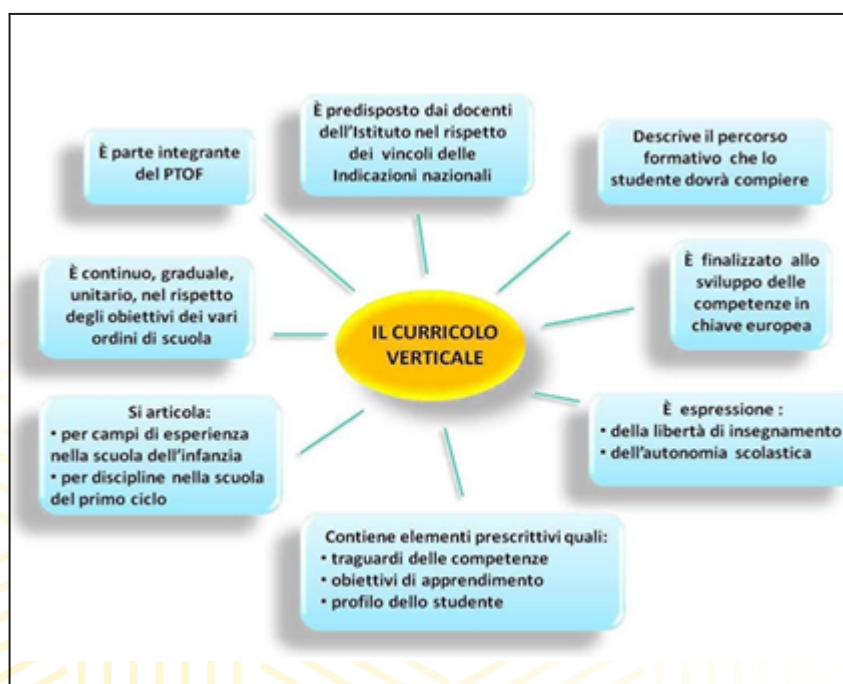 È parte integrante
del PTOF
È predisposto dai docenti
dell'Istituto nel rispetto
dei vincoli delle
Indicazioni nazionali
Descrive il percorso
formativo che lo
studente dovrà compiere
È continuo, graduale,
unitario, nel rispetto
degli obiettivi dei vari
ordini di scuola
IL CURRICOLO
VERTICALE
È finalizzato allo
sviluppo delle
competenze in
chiave europea
Si articola:
• per campi di esperienza
nella scuola dell'infanzia
• per discipline nella scuola
del primo ciclo
È espressione :
• della libertà di insegnamento
• dell'autonomia scolastica
Contiene elementi prescrittivi quali:
• traguardi delle competenze
• obiettivi di apprendimento
• profilo dello studente